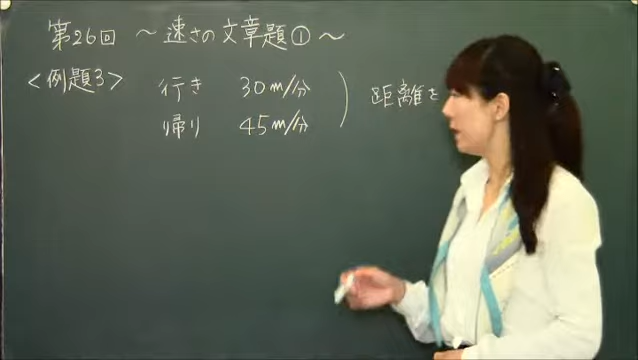 第26回 ～速さの文章題①～
<例題3> 行き 30m/分 ) 距離を
帰り 45m/分